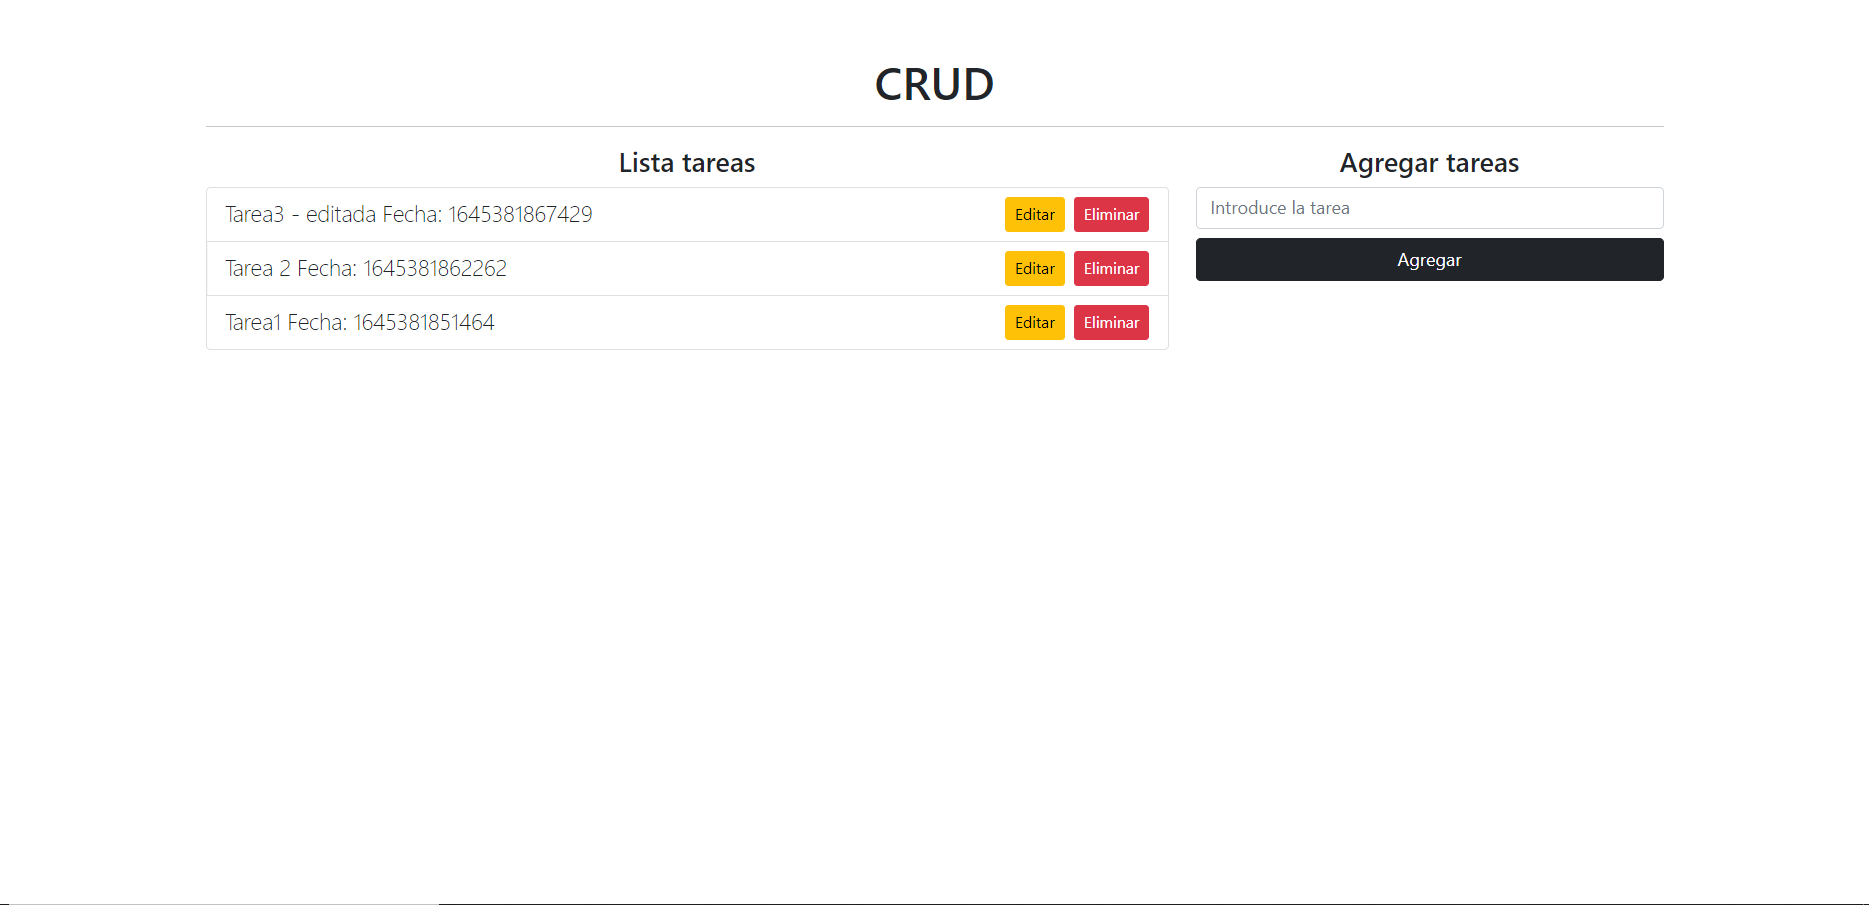 CRUD
Lista tareas
Tarea3 - editada Fecha: 1645381867429 Editar Eliminar
Tarea 2 Fecha: 1645381862262 Editar Eliminar
Tarea1 Fecha: 1645381851464 Editar Eliminar
Agregar tareas
Introduce la tarea
Agregar